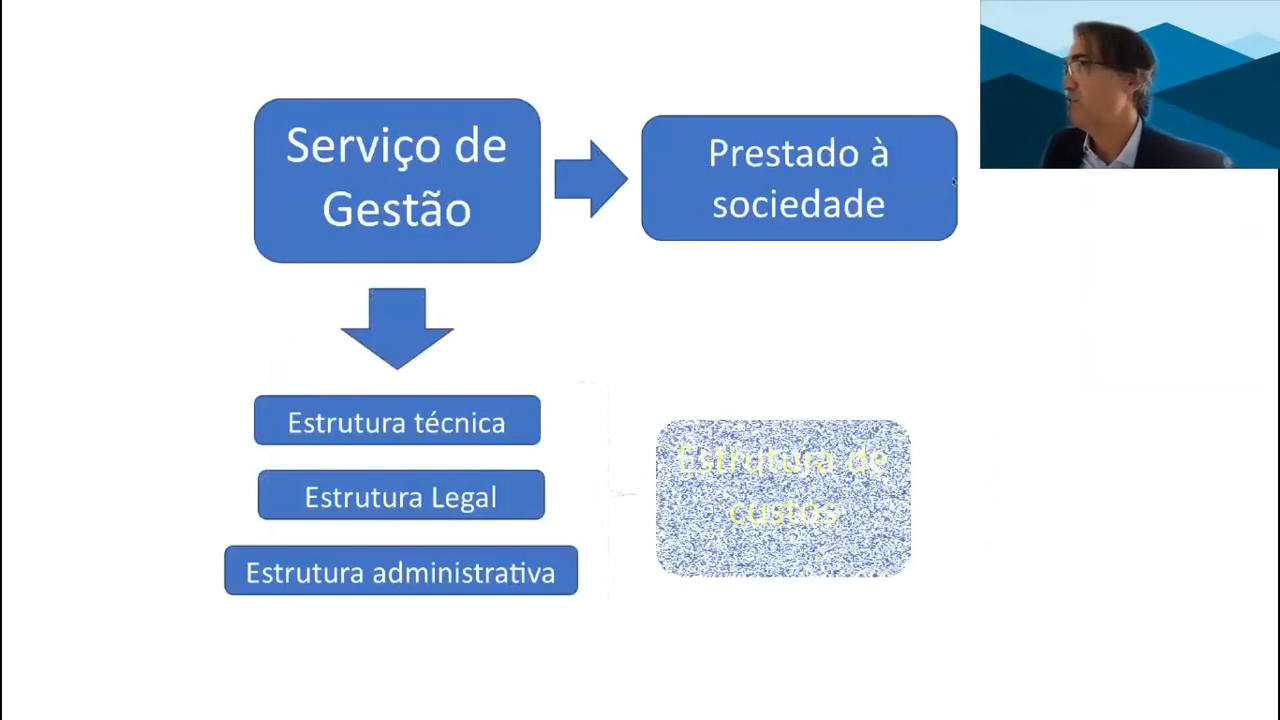 Serviço de
Gestão
Prestado à
sociedade
Estrutura técnica
Estrutura Legal
Estrutura administrativa
Estrutura de
custos